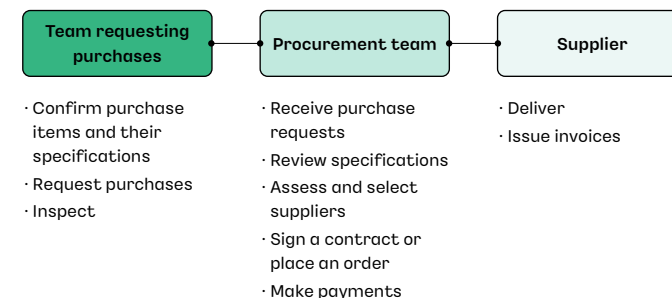 Team requesting
purchases
Procurement team
Supplier
· Confirm purchase
items and their
specifications
· Request purchases
· Inspect
· Receive purchase
requests
· Review specifications
· Assess and select
suppliers
· Sign a contract or
place an order
· Make payments
· Deliver
· Issue invoices